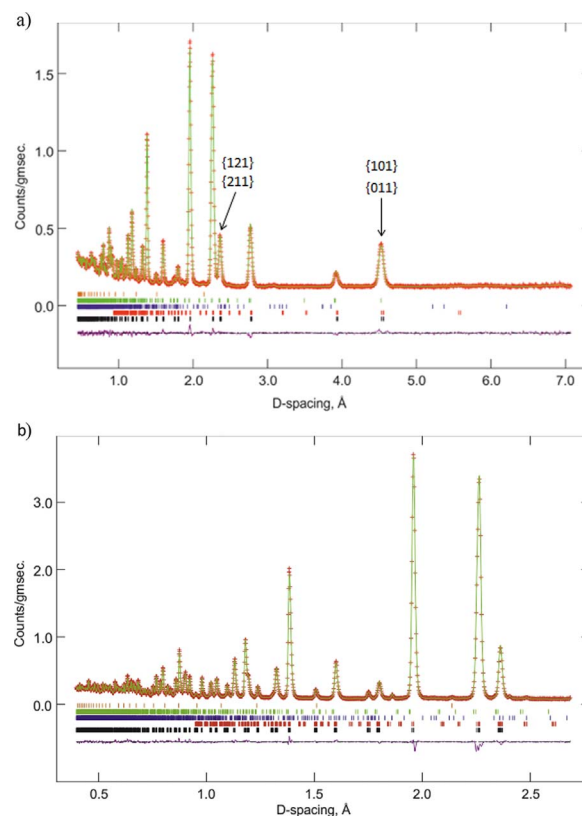 a)
1.5
1.0
0.5
0.0
Counts/gmsec.
{121}
{211}
{101}
{011}
1.0 2.0 3.0 4.0 5.0 6.0 7.0
D-spacing, Å
b)
3.0
2.0
1.0
0.0
Counts/gmsec.
0.5 1.0 1.5 2.0 2.5
D-spacing, Å